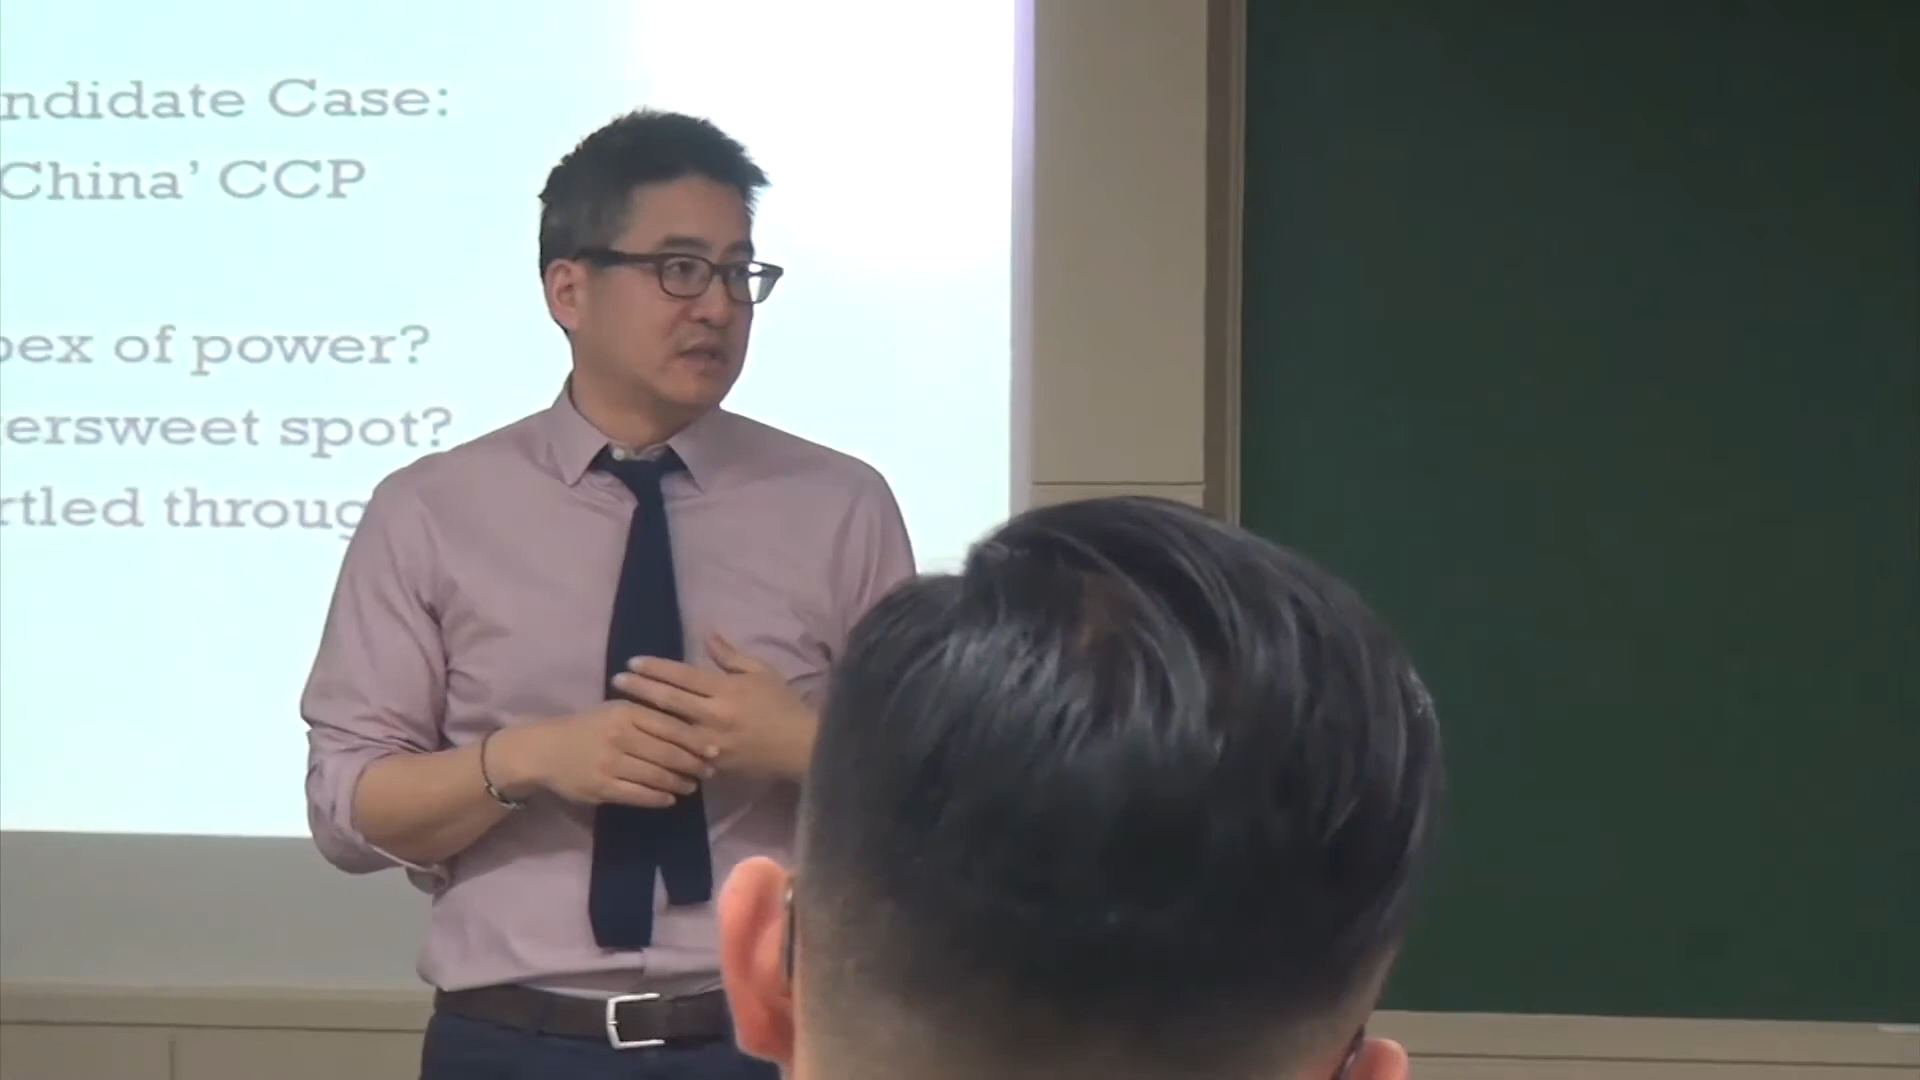 ndidate Case:
China’ CCP
pex of power?
ersweet spot?
rtled throug